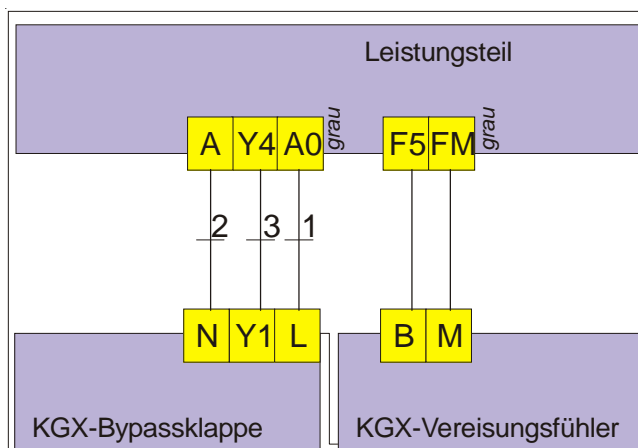 Leistungsteil
A Y4 A0 grau F5 FM grau
2 3 1
N Y1 L B M
KGX-Bypassklappe KGX-Vereisungsfühler